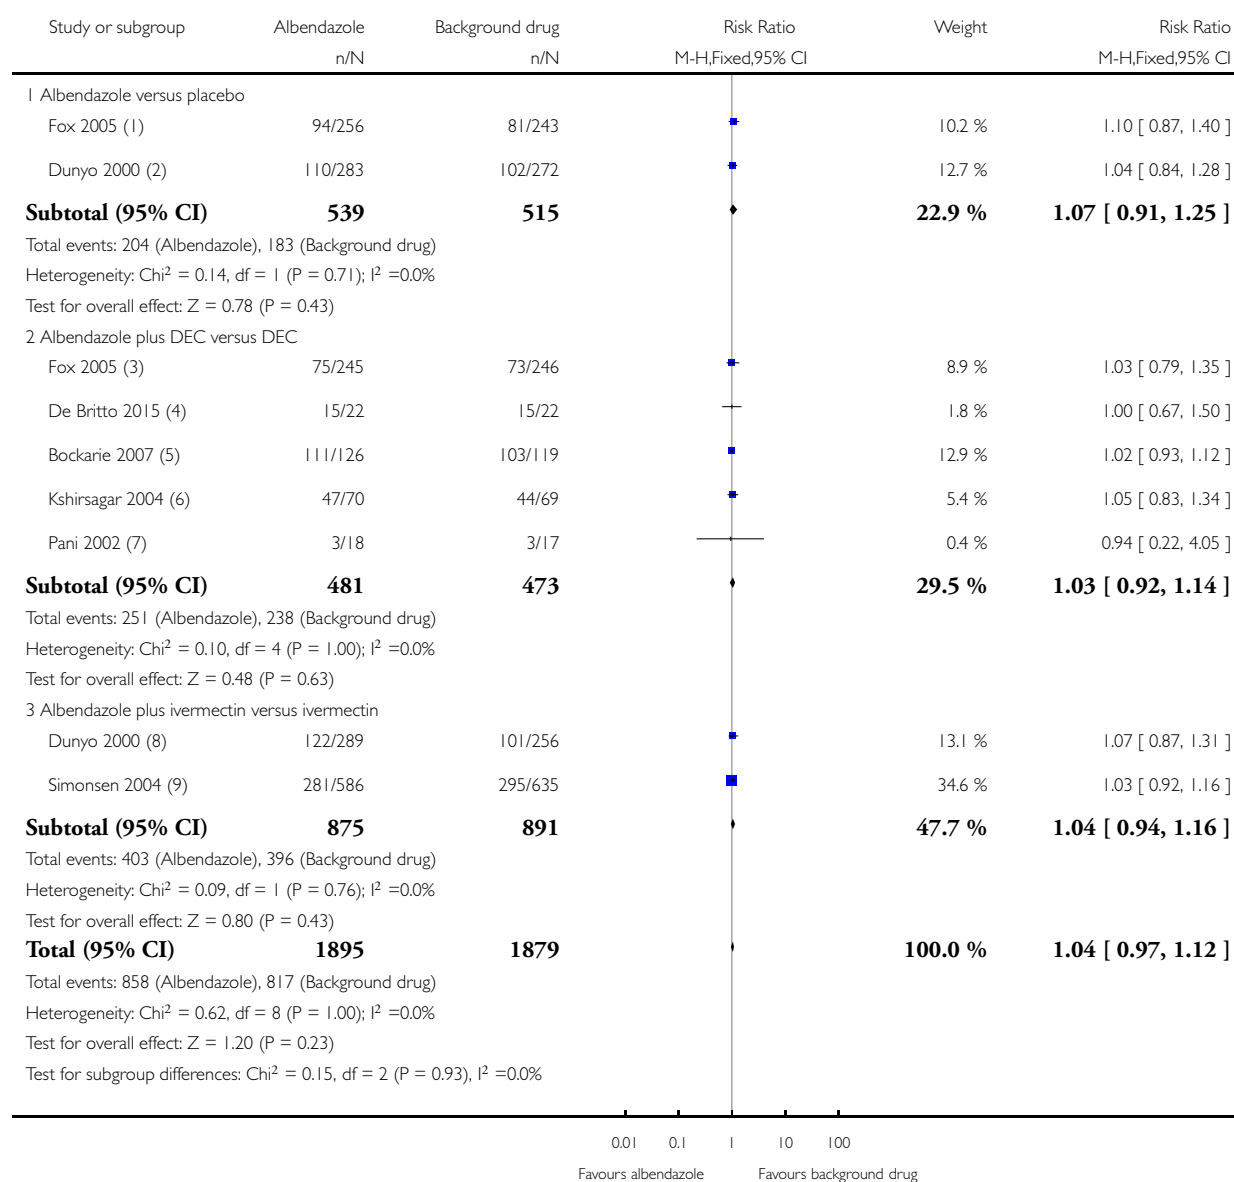 Study or subgroup Albendazole Background drug Risk Ratio Weight Risk Ratio
n/N n/N M-H,Fixed,95% CI M-H,Fixed,95% CI
1 Albendazole versus placebo
Fox 2005 (1) 94/256 81/243 10.2 % 1.10 [ 0.87, 1.40 ]
Dunyo 2000 (2) 110/283 102/272 12.7 % 1.04 [ 0.84, 1.28 ]
Subtotal (95% CI) 539 515 22.9 % 1.07 [ 0.91, 1.25 ]
Total events: 204 (Albendazole), 183 (Background drug)
Heterogeneity: Chi² = 0.14, df = 1 (P = 0.71); I² =0.0%
Test for overall effect: Z = 0.78 (P = 0.43)
2 Albendazole plus DEC versus DEC
Fox 2005 (3) 75/245 73/246 8.9 % 1.03 [ 0.79, 1.35 ]
De Britto 2015 (4) 15/22 15/22 1.8 % 1.00 [ 0.67, 1.50 ]
Bockarie 2007 (5) 111/126 103/119 12.9 % 1.02 [ 0.93, 1.12 ]
Kshirsagar 2004 (6) 47/70 44/69 5.4 % 1.05 [ 0.83, 1.34 ]
Pani 2002 (7) 3/18 3/17 0.4 % 0.94 [ 0.22, 4.05 ]
Subtotal (95% CI) 481 473 29.5 % 1.03 [ 0.92, 1.14 ]
Total events: 251 (Albendazole), 238 (Background drug)
Heterogeneity: Chi² = 0.10, df = 4 (P = 1.00); I² =0.0%
Test for overall effect: Z = 0.48 (P = 0.63)
3 Albendazole plus ivermectin versus ivermectin
Dunyo 2000 (8) 122/289 101/256 13.1 % 1.07 [ 0.87, 1.31 ]
Simonsen 2004 (9) 281/586 295/635 34.6 % 1.03 [ 0.92, 1.16 ]
Subtotal (95% CI) 875 891 47.7 % 1.04 [ 0.94, 1.16 ]
Total events: 403 (Albendazole), 396 (Background drug)
Heterogeneity: Chi² = 0.09, df = 1 (P = 0.76); I² =0.0%
Test for overall effect: Z = 0.80 (P = 0.43)
Total (95% CI) 1895 1879 100.0 % 1.04 [ 0.97, 1.12 ]
Total events: 858 (Albendazole), 817 (Background drug)
Heterogeneity: Chi² = 0.62, df = 8 (P = 1.00); I² =0.0%
Test for overall effect: Z = 1.20 (P = 0.23)
Test for subgroup differences: Chi² = 0.15, df = 2 (P = 0.93), I² =0.0%
0.01 0.1 1 10 100
Favours albendazole Favours background drug